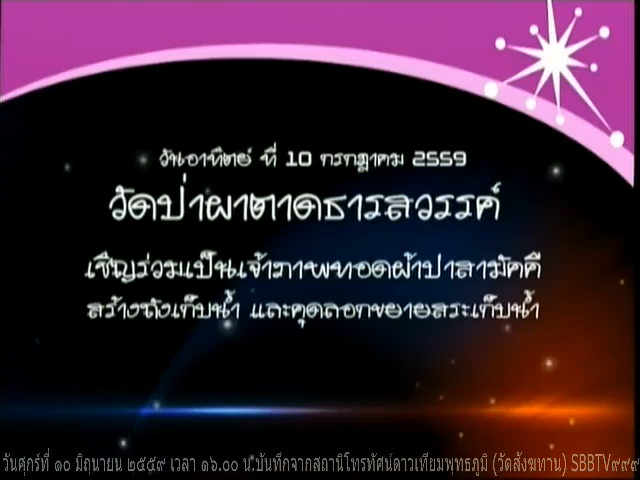 วันอาทิตย์ ที่ 10 กรกฎาคม 2559
วัดป่าผาตาดธารสวรรค์
เชิญร่วมเป็นเจ้าภาพทอดผ้าป่าสามัคคี
สร้างถังเก็บน้ำ และคุดลอกขยายสระเก็บน้ำ
วันศุกร์ที่ ๑๐ มิถุนายน ๒๕๕๙ เวลา ๑๖.๐๐ น.บันทึกจากสถานีโทรทัศน์ดาวเทียมพุทธภูมิ (วัดสังฆทาน) SBBTV๙๙๙